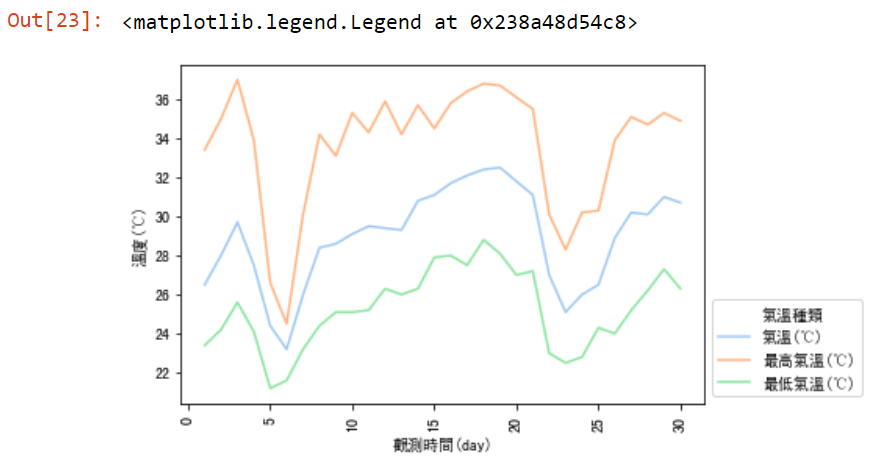 Out[23]: <matplotlib.legend.Legend at 0x238a48d54c8>
36
34
32
30
28
26
24
22
溫度(℃)
0 5 10 15 20 25 30
觀測時間(day)
氣溫種類
氣溫(℃)
最高氣溫(℃)
最低氣溫(℃)